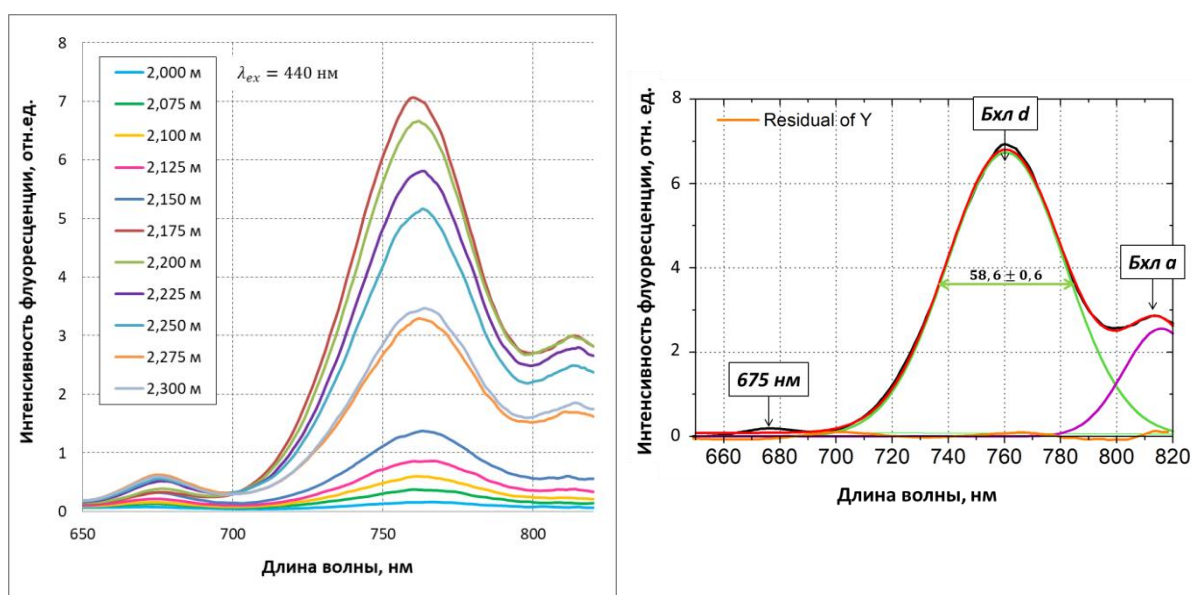 Интенсивность флуоресценции, отн.ед.
8
7
6
5
4
3
2
1
0
2,000 м
2,075 м
2,100 м
2,125 м
2,150 м
2,175 м
2,200 м
2,225 м
2,250 м
2,275 м
2,300 м
λex = 440 нм
650
700
750
800
Длина волны, нм
Интенсивность флуоресценции, отн. ед.
8
6
4
2
0
Residual of Y
Бхл d
Бхл a
58, 6 ± 0, 6
675 нм
660
680
700
720
740
760
780
800
820
Длина волны, нм